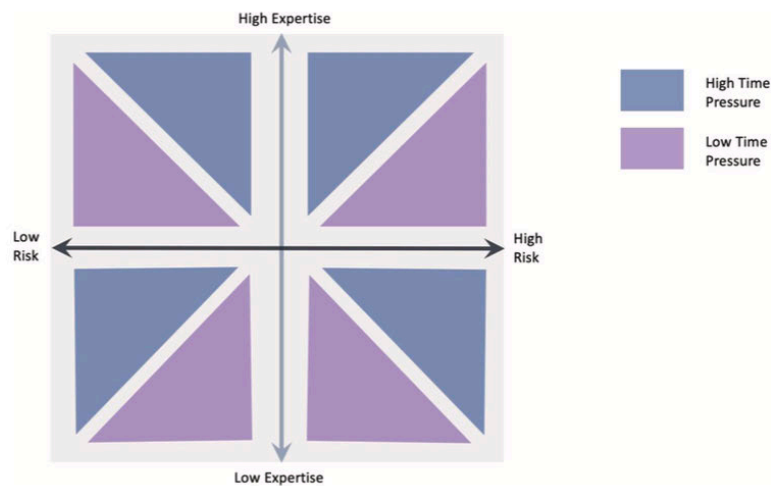 High Expertise
High Time
Pressure
Low Time
Pressure
Low
Risk
High
Risk
Low Expertise